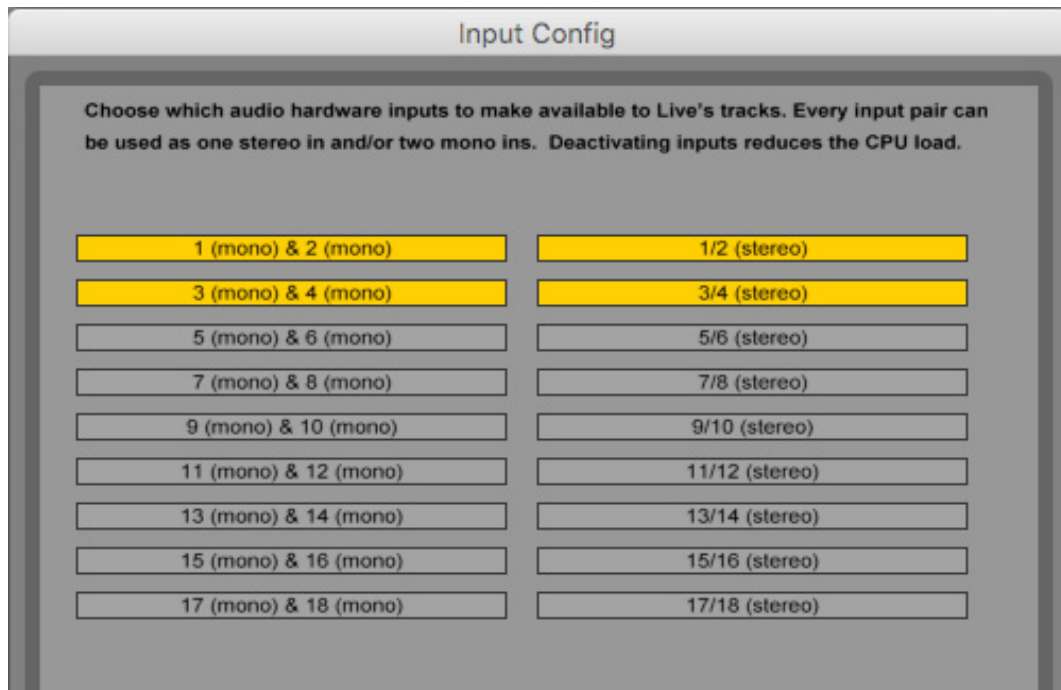 Input Config
Choose which audio hardware inputs to make available to Live's tracks. Every input pair can
be used as one stereo in and/or two mono ins.  Deactivating inputs reduces the CPU load.
1 (mono) & 2 (mono) 1/2 (stereo)
3 (mono) & 4 (mono) 3/4 (stereo)
5 (mono) & 6 (mono) 5/6 (stereo)
7 (mono) & 8 (mono) 7/8 (stereo)
9 (mono) & 10 (mono) 9/10 (stereo)
11 (mono) & 12 (mono) 11/12 (stereo)
13 (mono) & 14 (mono) 13/14 (stereo)
15 (mono) & 16 (mono) 15/16 (stereo)
17 (mono) & 18 (mono) 17/18 (stereo)